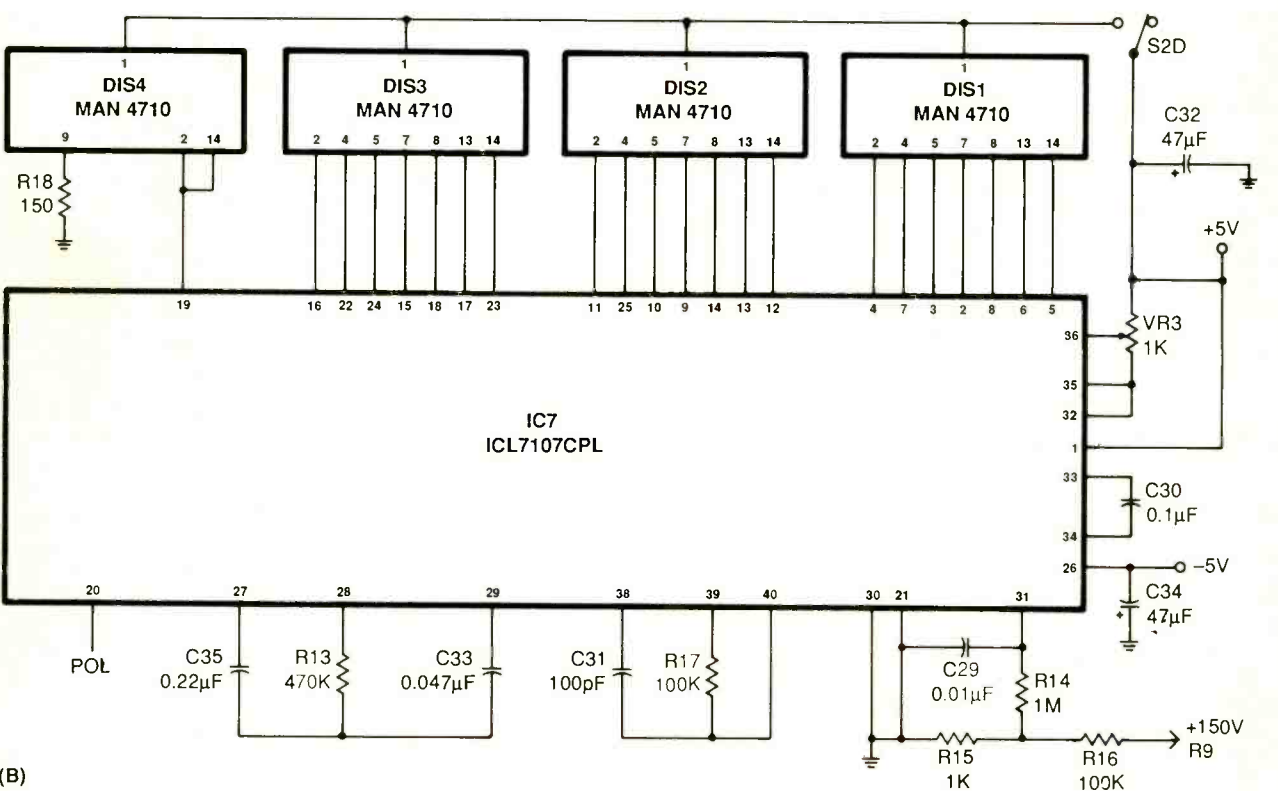 S2D
1
DIS4
MAN 4710
9 2 14
1
DIS3
MAN 4710
2 4 5 7 8 13 14
1
DIS2
MAN 4710
2 4 5 7 8 13 14
1
DIS1
MAN 4710
2 4 5 7 8 13 14
C32
47µF
+
R18
150
+5V
19
16 22 24 15 18 17 23
11 25 10 9 14 13 12
4 7 3 2 8 6 5
36
VR3
1K
35
32
1
IC7
ICL7107CPL
33
C30
0.1µF
34
26
-5V
C34
47µF
+
20 27 28 29 38 39 40 30 21 31
POL
C35
0.22µF
R13
470K
C33
0.047µF
C31
100pF
R17
100K
C29
0.01µF
R14
1M
R15
1K
R16
100K
+150V
R9
(B)